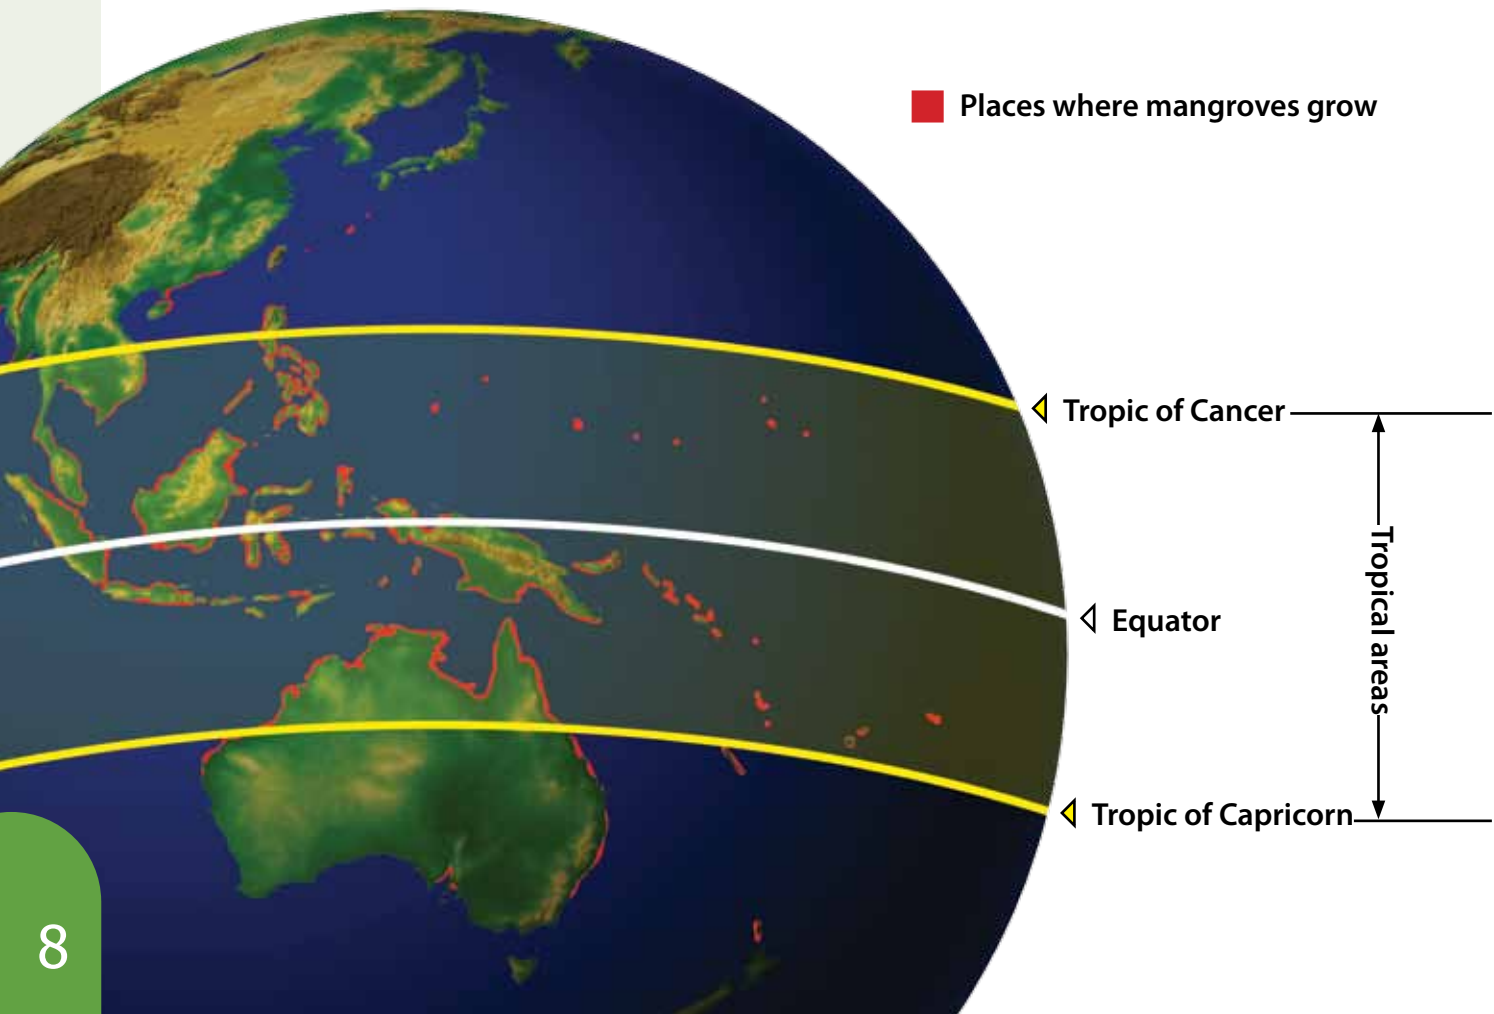 Places where mangroves grow
Tropic of Cancer
Tropical areas
Equator
Tropic of Capricorn
8